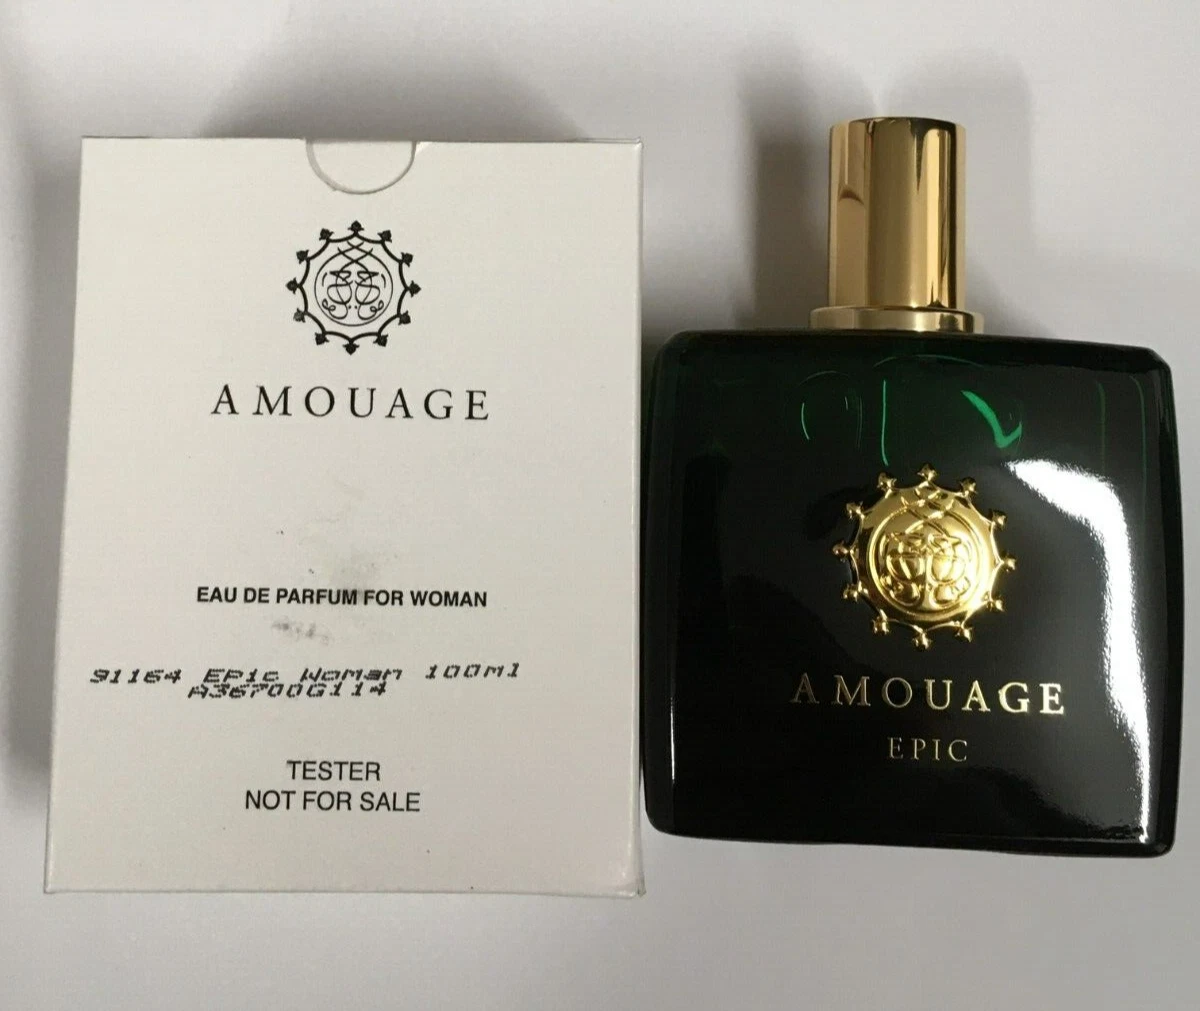 AMOUAGE
EAU DE PARFUM FOR WOMAN
91164 EPic WoMan 100Ml
A36700G114
TESTER
NOT FOR SALE
AMOUAGE
EPIC